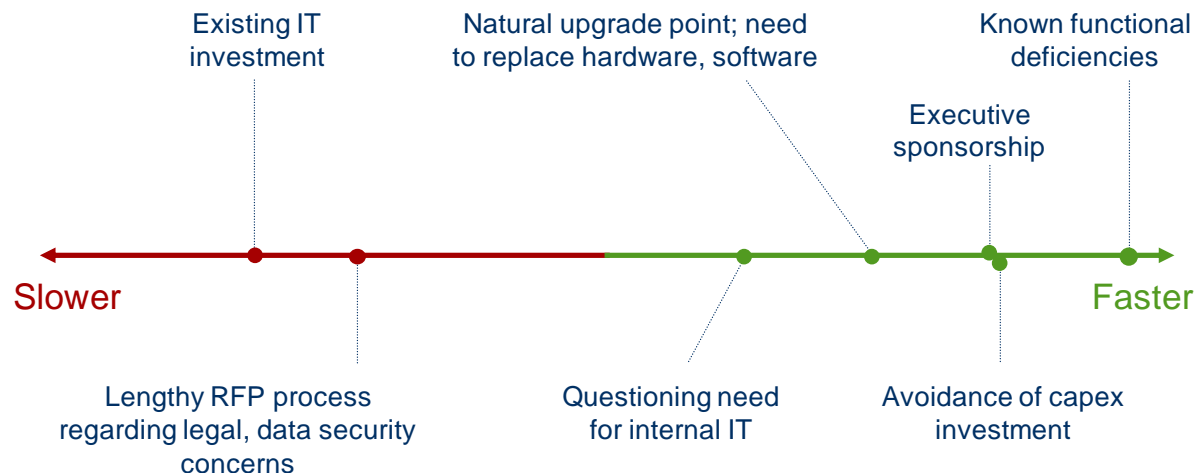 Existing IT
investment
Natural upgrade point; need
to replace hardware, software
Known functional
deficiencies
Executive
sponsorship
Slower
Faster
Lengthy RFP process
regarding legal, data security
concerns
Questioning need
for internal IT
Avoidance of capex
investment